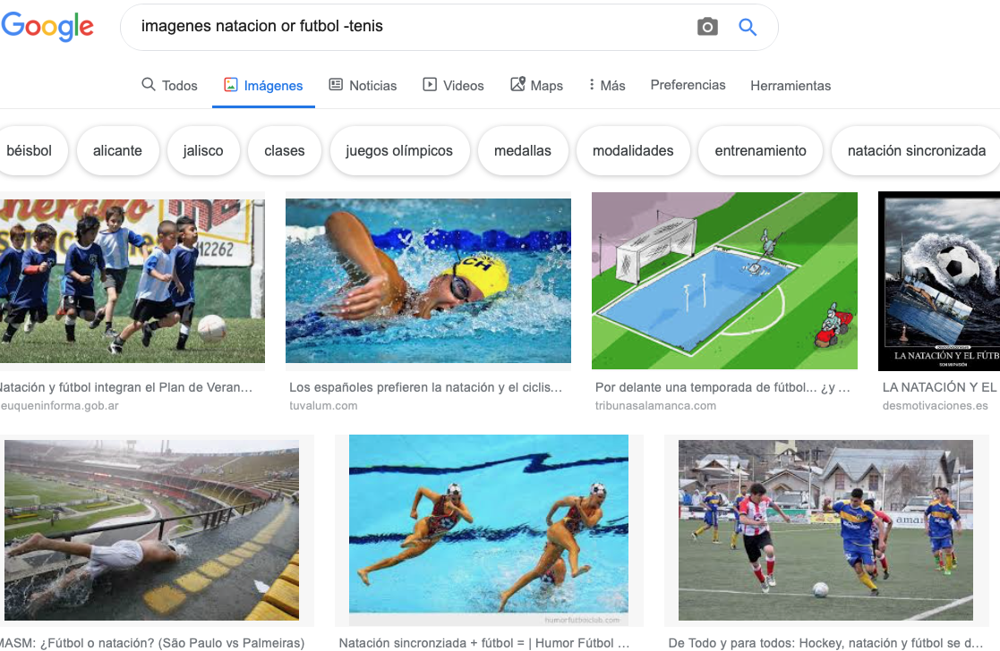 Google
imagenes natacion or futbol -tenis
Todos
Imágenes
Noticias
Videos
Maps
Más
Preferencias
Herramientas
béisbol
alicante
jalisco
clases
juegos olímpicos
medallas
modalidades
entrenamiento
natación sincronizada
12262
CH
LA NATACIÓN Y EL FÚTB
Natación y fútbol integran el Plan de Veran...
euqueninforma.gob.ar
Los españoles prefieren la natación y el ciclis...
tuvalum.com
Por delante una temporada de fútbol... ¿y ...
tribunasalamanca.com
LA NATACIÓN Y EL
desmotivaciones.es
humorfutbolclub.com
MASM: ¿Fútbol o natación? (São Paulo vs Palmeiras)
Natación sincronziada + fútbol = | Humor Fútbol ...
De Todo y para todos: Hockey, natación y fútbol se d...